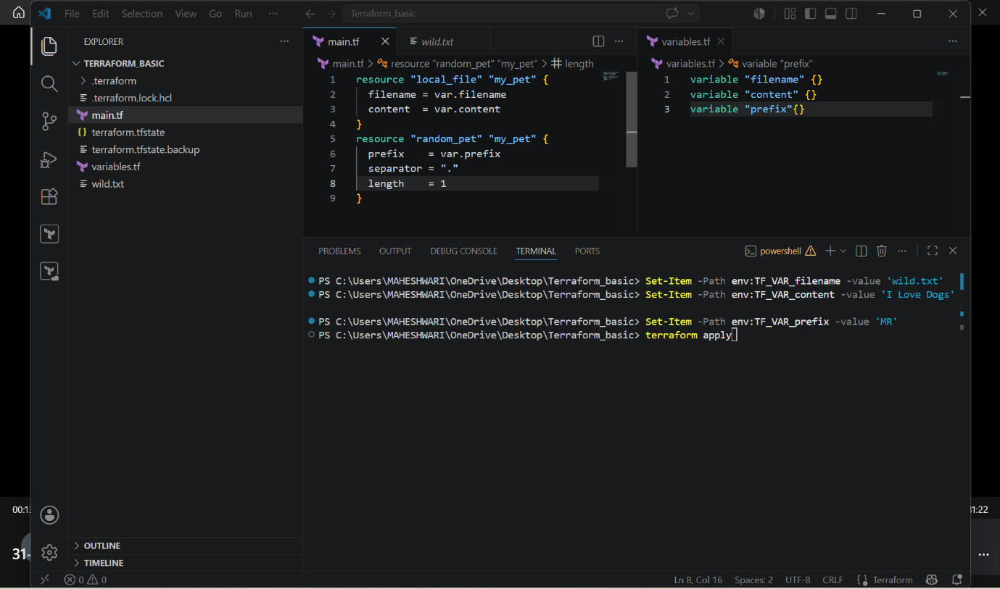 File Edit Selection View Go Run ··· Terraform_basic
EXPLORER ···
TERRAFORM_BASIC
.terraform
.terraform.lock.hcl
main.tf
terraform.tfstate
terraform.tfstate.backup
variables.tf
wild.txt
OUTLINE
TIMELINE
main.tf wild.txt ···
main.tf > resource "random_pet" "my_pet" > length
1 resource "local_file" "my_pet" {
2 filename = var.filename
3 content  = var.content
4 }
5 resource "random_pet" "my_pet" {
6 prefix    = var.prefix
7 separator = "."
8 length    = 1
9 }
variables.tf ···
variables.tf > variable "prefix"
1 variable "filename" {}
2 variable "content" {}
3 variable "prefix"{}
PROBLEMS OUTPUT DEBUG CONSOLE TERMINAL PORTS powershell ···
PS C:\Users\MAHESHWARI\OneDrive\Desktop\Terraform_basic> Set-Item -Path env:TF_VAR_filename -value 'wild.txt'
PS C:\Users\MAHESHWARI\OneDrive\Desktop\Terraform_basic> Set-Item -Path env:TF_VAR_content -value 'I Love Dogs'
PS C:\Users\MAHESHWARI\OneDrive\Desktop\Terraform_basic> Set-Item -Path env:TF_VAR_prefix -value 'MR'
PS C:\Users\MAHESHWARI\OneDrive\Desktop\Terraform_basic> terraform apply
0 0 Ln 8, Col 16 Spaces: 2 UTF-8 CRLF { } Terraform
31-